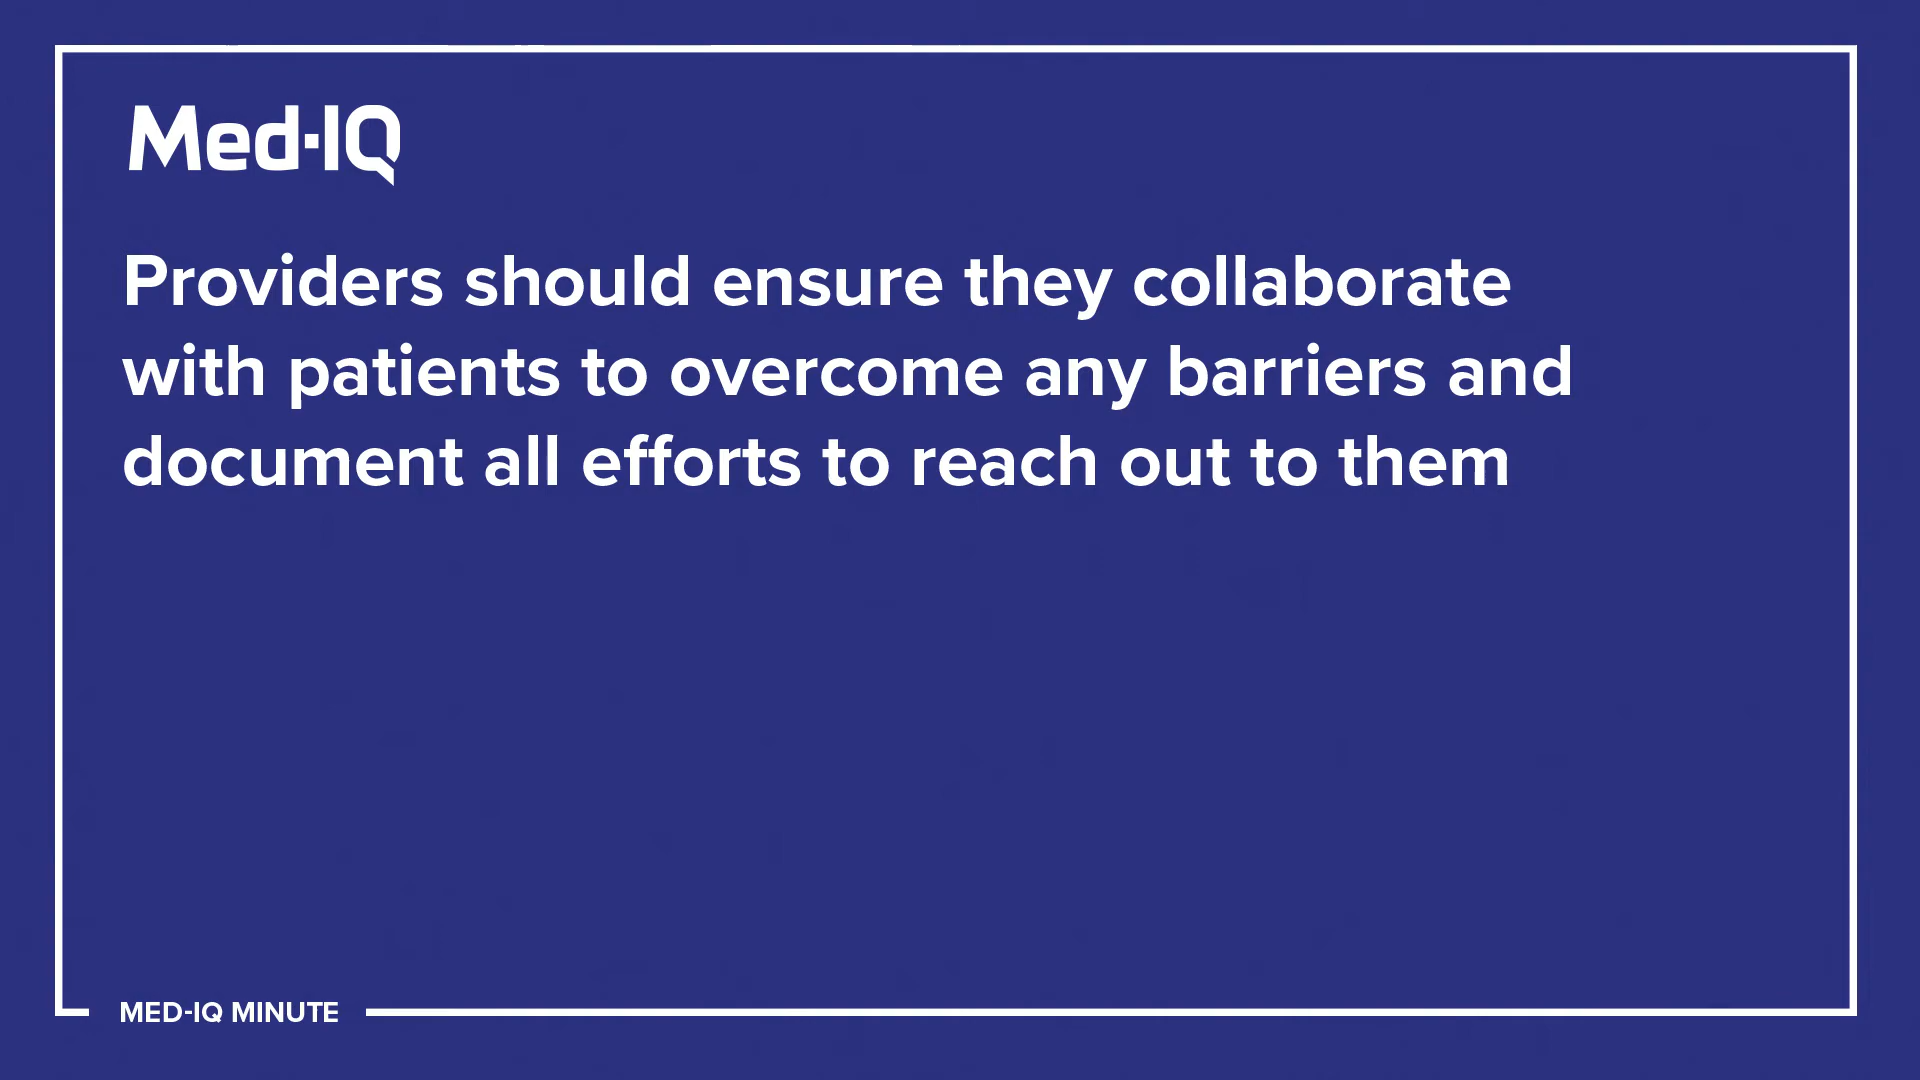 Med·IQ
Providers should ensure they collaborate
with patients to overcome any barriers and
document all efforts to reach out to them
MED-IQ MINUTE